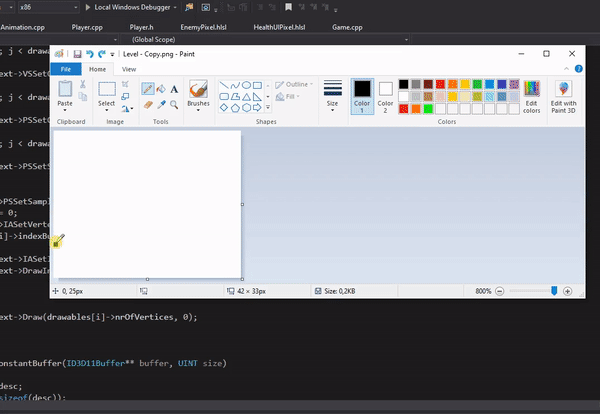 x86 Local Windows Debugger
Animation.cpp Player.cpp Player.h EnemyPixel.hlsl HealthUIPixel.hlsl Game.cpp
(Global Scope)
; j < drawa
Level - Copy.png - Paint
File Home View
Paste
Select
Brushes
Outline
Fill
Size
Color 1
Color 2
Edit colors
Edit with Paint 3D
Clipboard Image Tools Shapes Colors
ext->VSSetC
; j < drawa
ext->PSSetC
; j < drawa
ext->PSSetS
>PSSetSampl
= 0;
>IASetVerte
i]->indexBu
ext->IASetI
ext->DrawIn
0, 25px 42 × 33px Size: 0,2KB 800%
ext->Draw(drawables[i]->nrOfVertices, 0);
onstantBuffer(ID3D11Buffer** buffer, UINT size)
desc;
sizeof(desc));